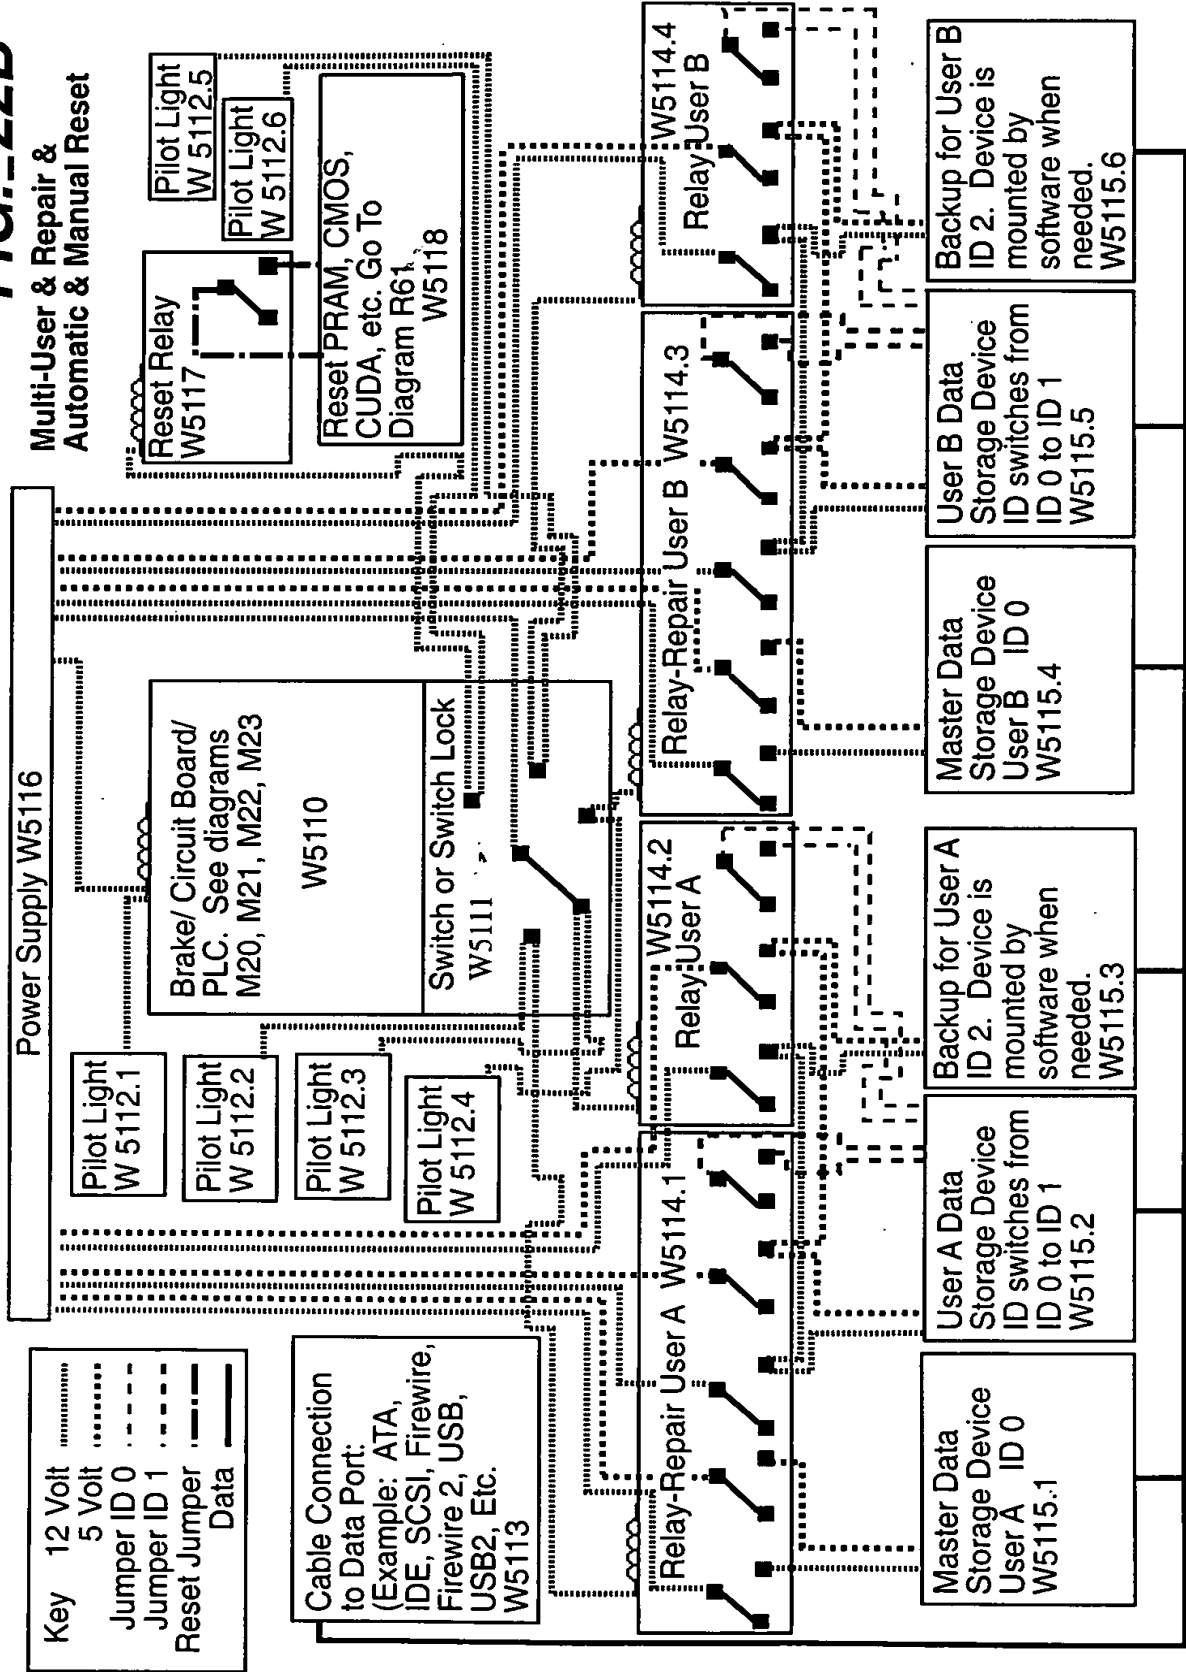 Multi-User & Repair &
Automatic & Manual Reset
Power Supply W5116
Key 12 Volt
5 Volt
Jumper ID 0
Jumper ID 1
Reset Jumper
Data
Cable Connection
to Data Port:
(Example: ATA,
IDE, SCSI, Firewire,
Firewire 2, USB,
USB2, Etc.
W5113
Pilot Light
W 5112.1
Pilot Light
W 5112.2
Pilot Light
W 5112.3
Pilot Light
W 5112.4
Brake/ Circuit Board/
PLC. See diagrams
M20, M21, M22, M23
W5110
Switch or Switch Lock
W5111
Reset Relay
W5117
Pilot Light
W 5112.5
Pilot Light
W 5112.6
Reset PRAM, CMOS,
CUDA, etc. Go To
Diagram R61
W5118
Relay-Repair User A W5114.1
W5114.2
Relay User A
Relay-Repair User B W5114.3
W5114.4
Relay User B
Master Data
Storage Device
User A ID 0
W5115.1
User A Data
Storage Device
ID switches from
ID 0 to ID 1
W5115.2
Backup for User A
ID 2. Device is
mounted by
software when
needed.
W5115.3
Master Data
Storage Device
User B ID 0
W5115.4
User B Data
Storage Device
ID switches from
ID 0 to ID 1
W5115.5
Backup for User B
ID 2. Device is
mounted by
software when
needed.
W5115.6